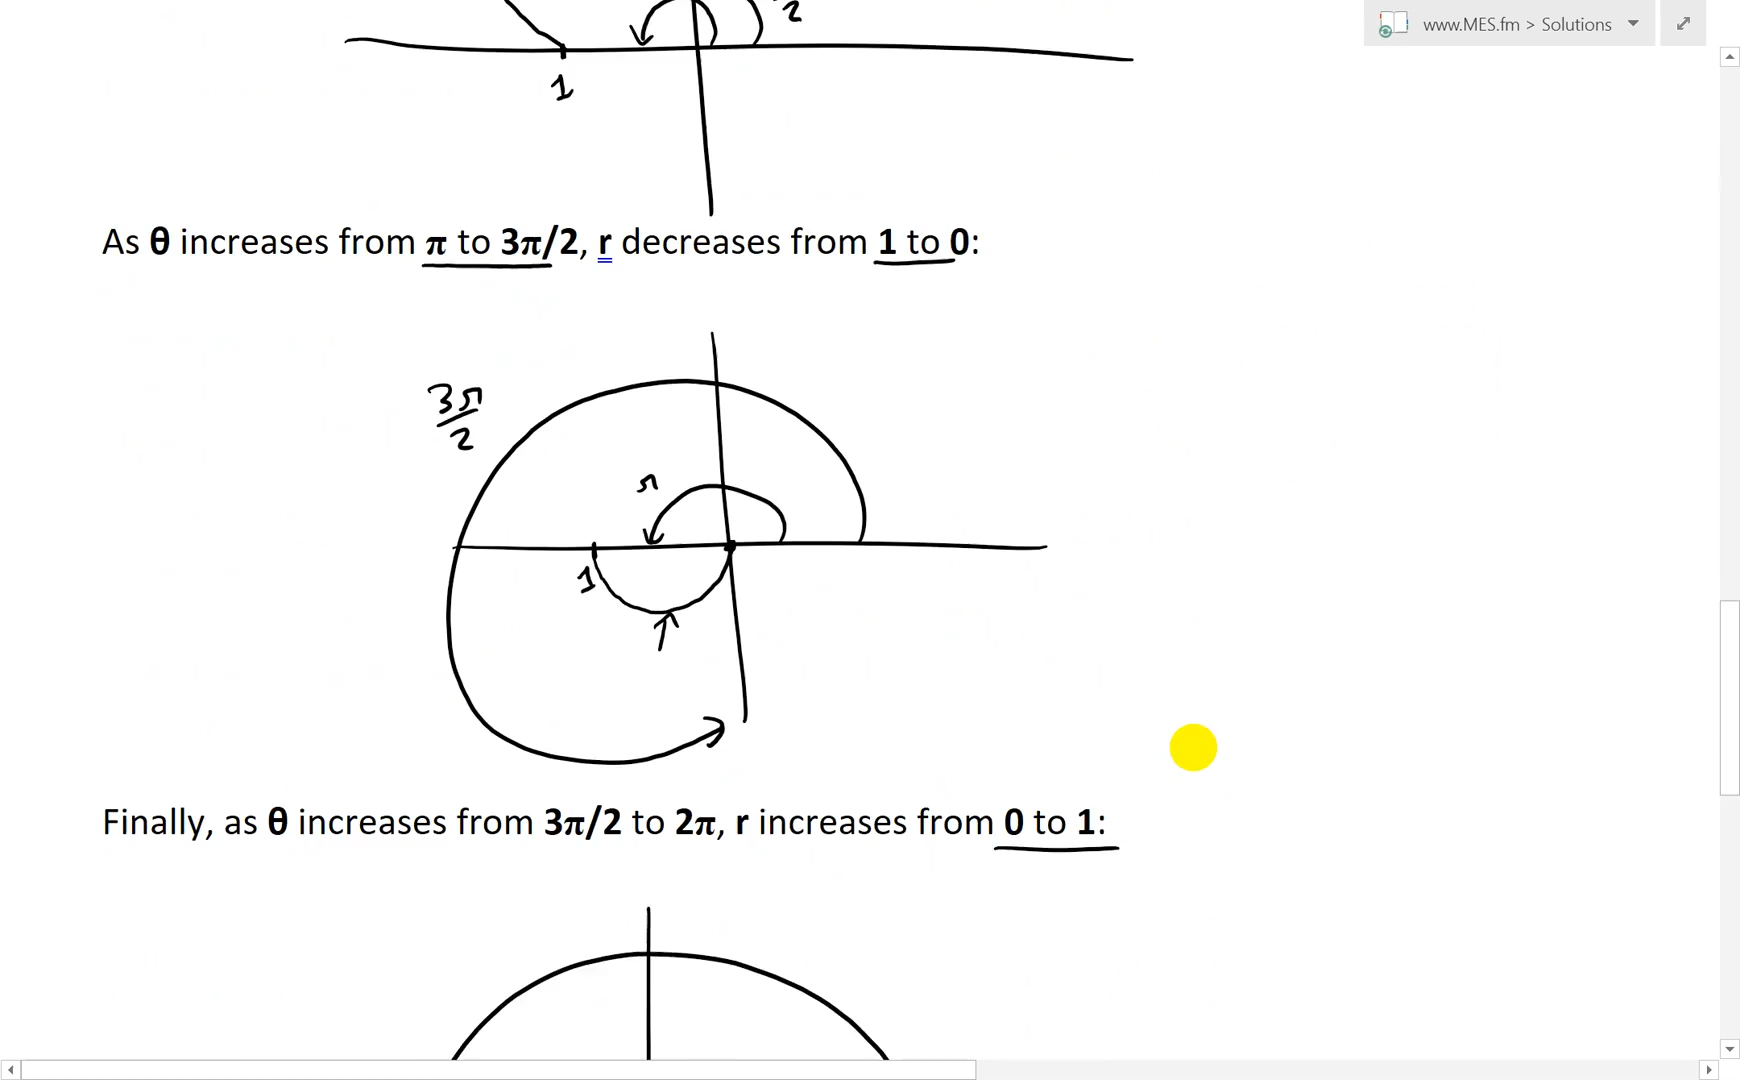 www.MES.fm > Solutions
2
1
As θ increases from π to 3π/2, r decreases from 1 to 0:
3π
2
π
1
Finally, as θ increases from 3π/2 to 2π, r increases from 0 to 1: